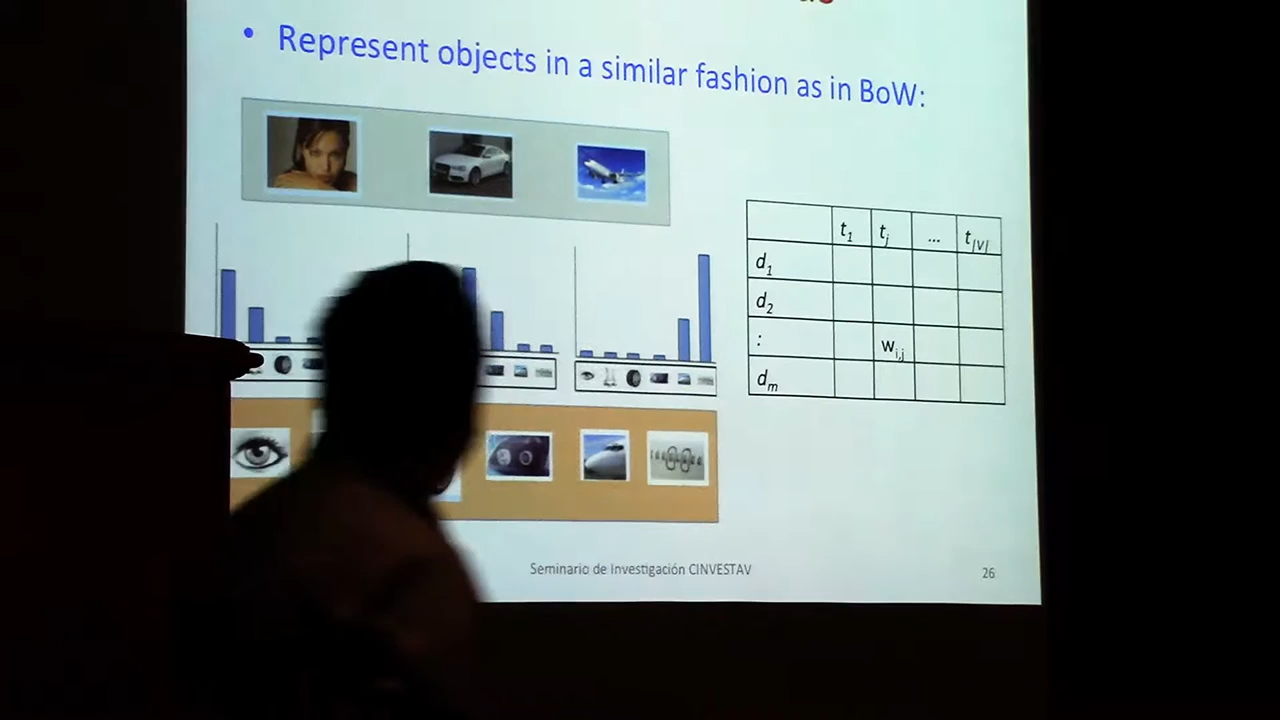 • Represent objects in a similar fashion as in BoW:
t1 tj ... t|V|
d1
d2
: wi,j
dm
Seminario de Investigación CINVESTAV
26